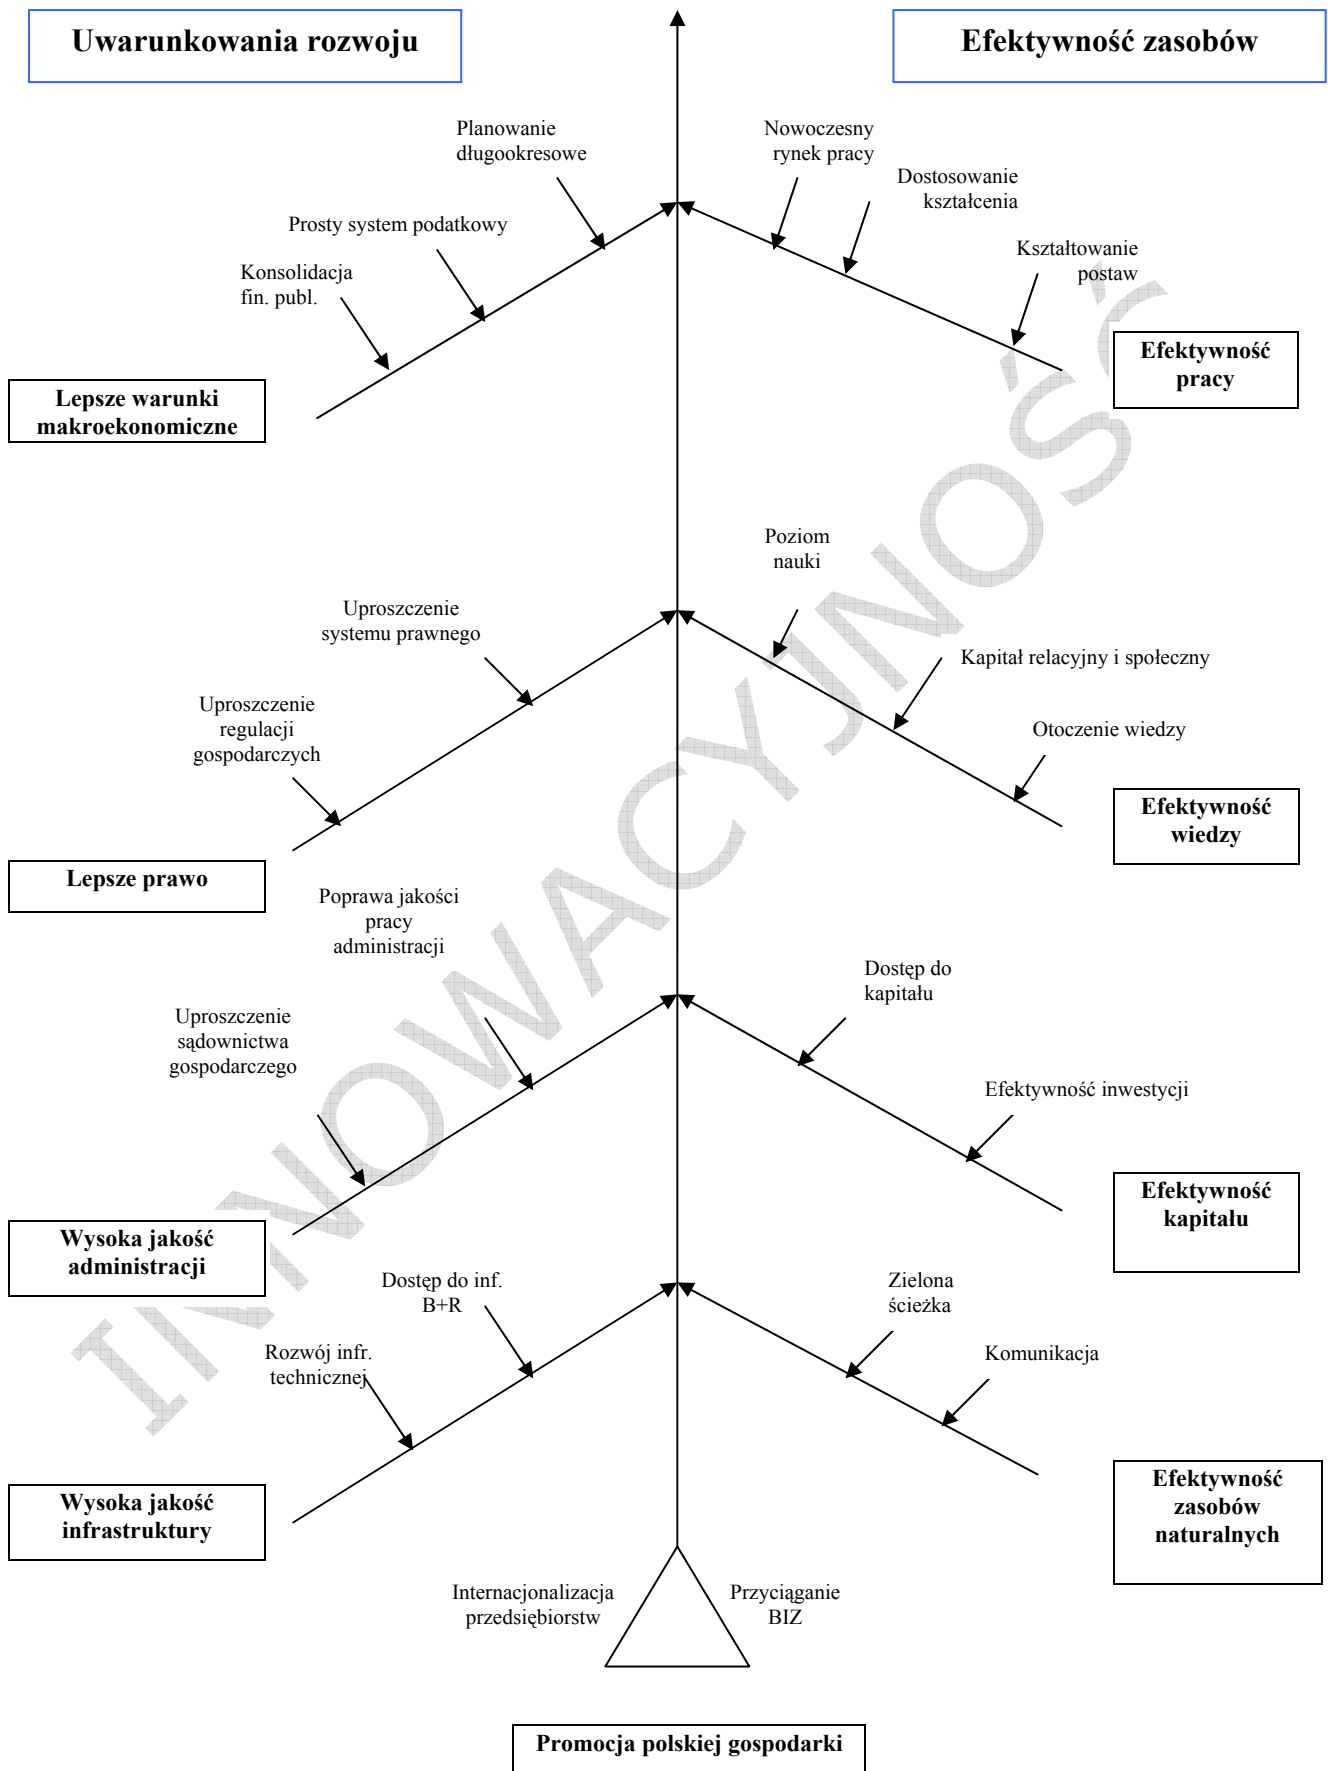 Uwarunkowania rozwoju
Efektywność zasobów
Planowanie
długookresowe
Nowoczesny
rynek pracy
Dostosowanie
kształcenia
Prosty system podatkowy
Kształtowanie
postaw
Konsolidacja
fin. publ.
Efektywność
pracy
Lepsze warunki
makroekonomiczne
Poziom
nauki
Uproszczenie
systemu prawnego
Kapitał relacyjny i społeczny
Uproszczenie
regulacji
gospodarczych
Otoczenie wiedzy
Efektywność
wiedzy
Lepsze prawo
Poprawa jakości
pracy
administracji
Dostęp do
kapitału
Uproszczenie
sądownictwa
gospodarczego
Efektywność inwestycji
Efektywność
kapitału
Wysoka jakość
administracji
Dostęp do inf.
B+R
Zielona
ścieżka
Rozwój infr.
technicznej
Komunikacja
Wysoka jakość
infrastruktury
Efektywność
zasobów
naturalnych
Internacjonalizacja
przedsiębiorstw
Przyciąganie
BIZ
Promocja polskiej gospodarki
INNOWACYJNOŚĆ